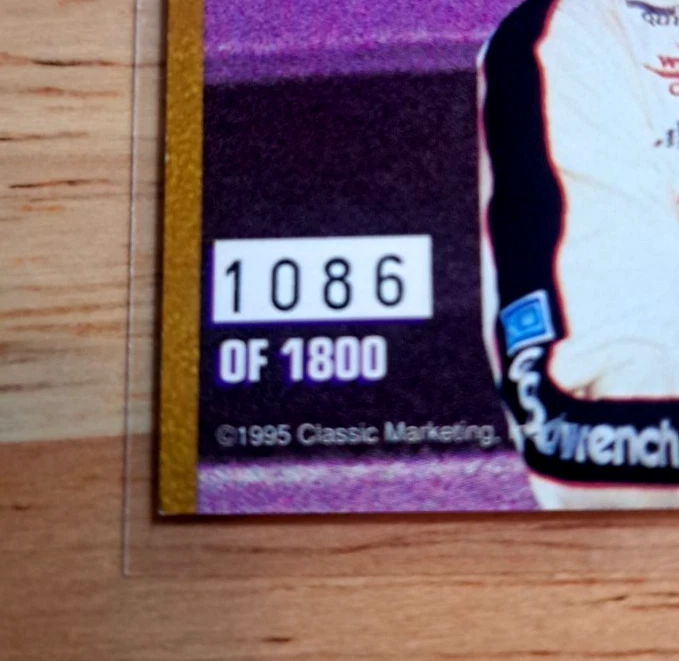 1086
OF 1800
©1995 Classic Marketing,